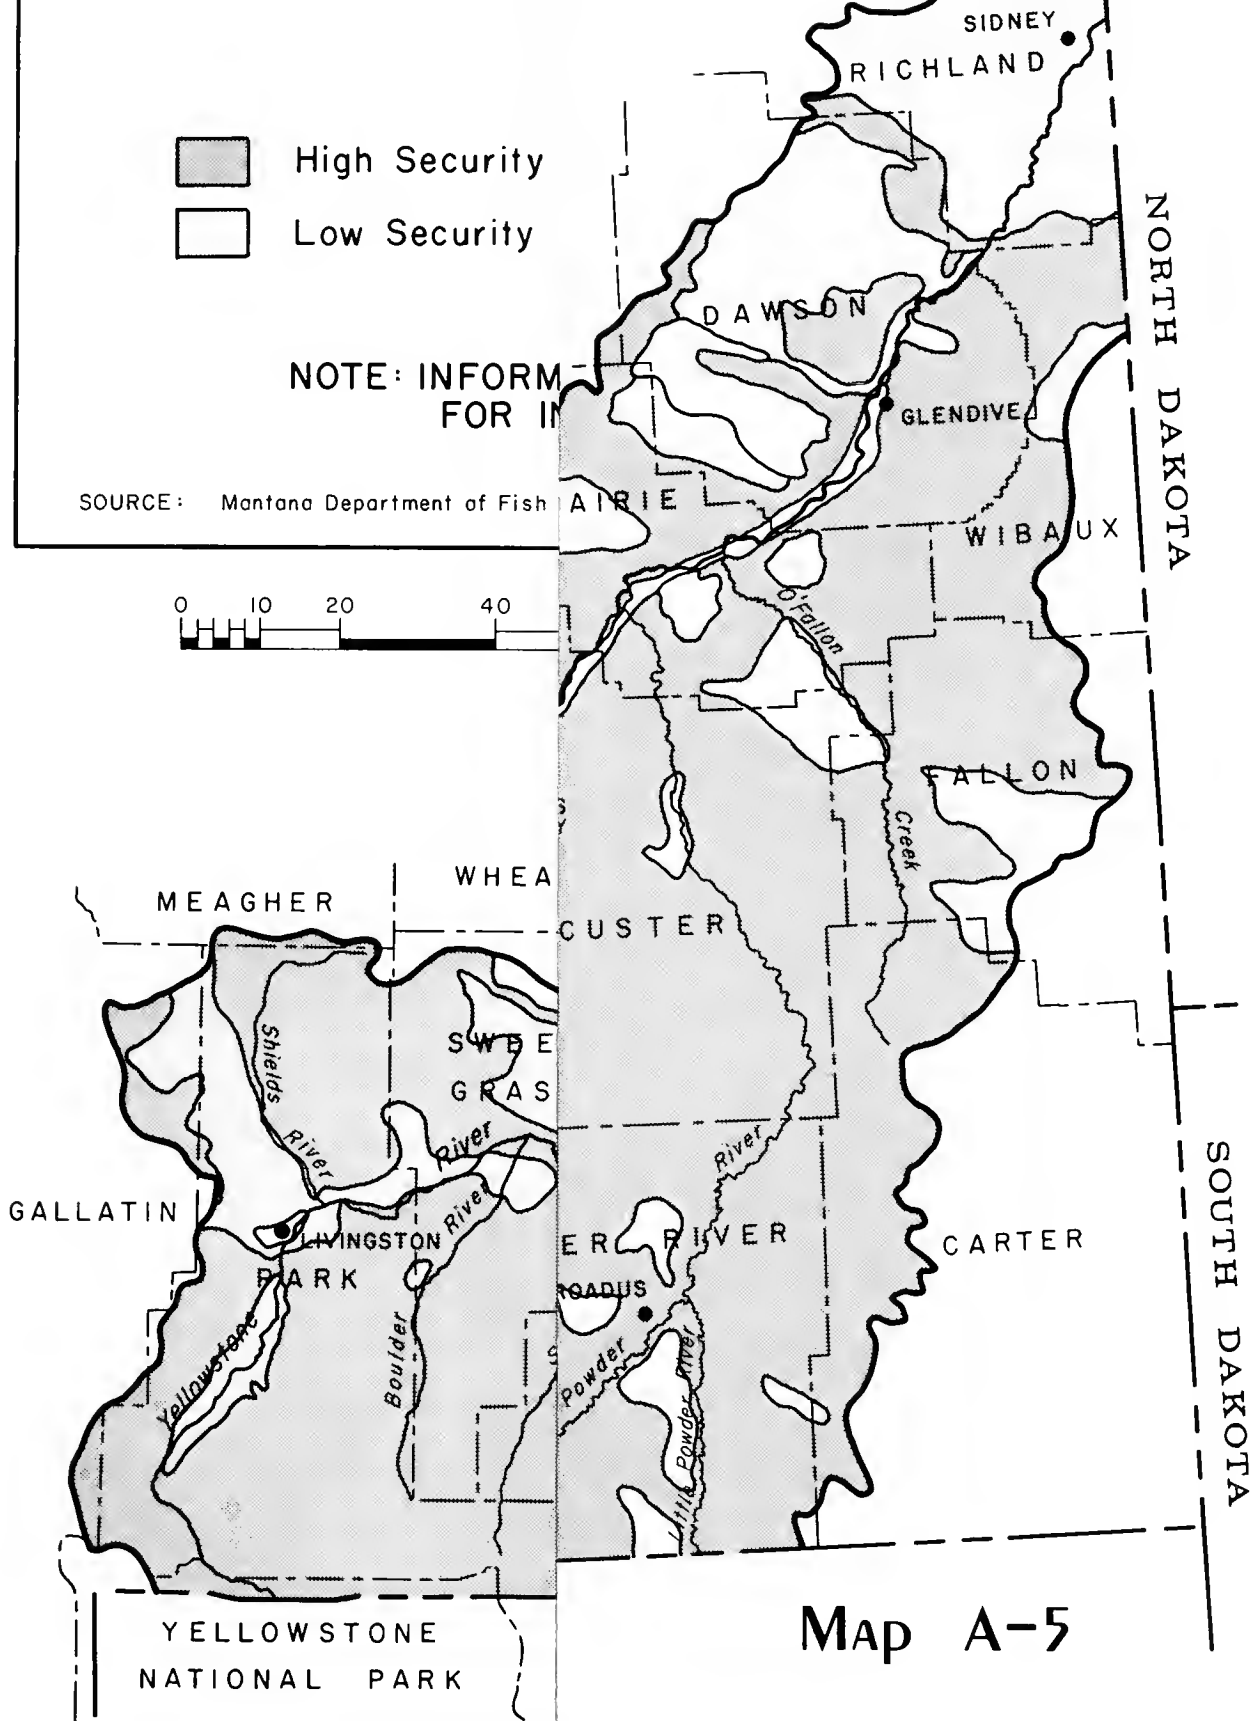 SIDNEY
RICHLAND
High Security
Low Security
NORTH DAKOTA
DAWSON
NOTE: INFORM
FOR IN
GLENDIVE
SOURCE: Montana Department of Fish
AIRIE
WIBAUX
0 10 20 40
O'Fallon
FALLON
Creek
WHEA
MEAGHER
CUSTER
Shields
SWEE
GRAS
River
River
River
River
GALLATIN
LIVINGSTON
PARK
ER RIVER
CARTER
SOUTH DAKOTA
ROADUS
Yellowstone
Boulder
S
Powder
Little Powder River
MAP A-5
YELLOWSTONE
NATIONAL PARK